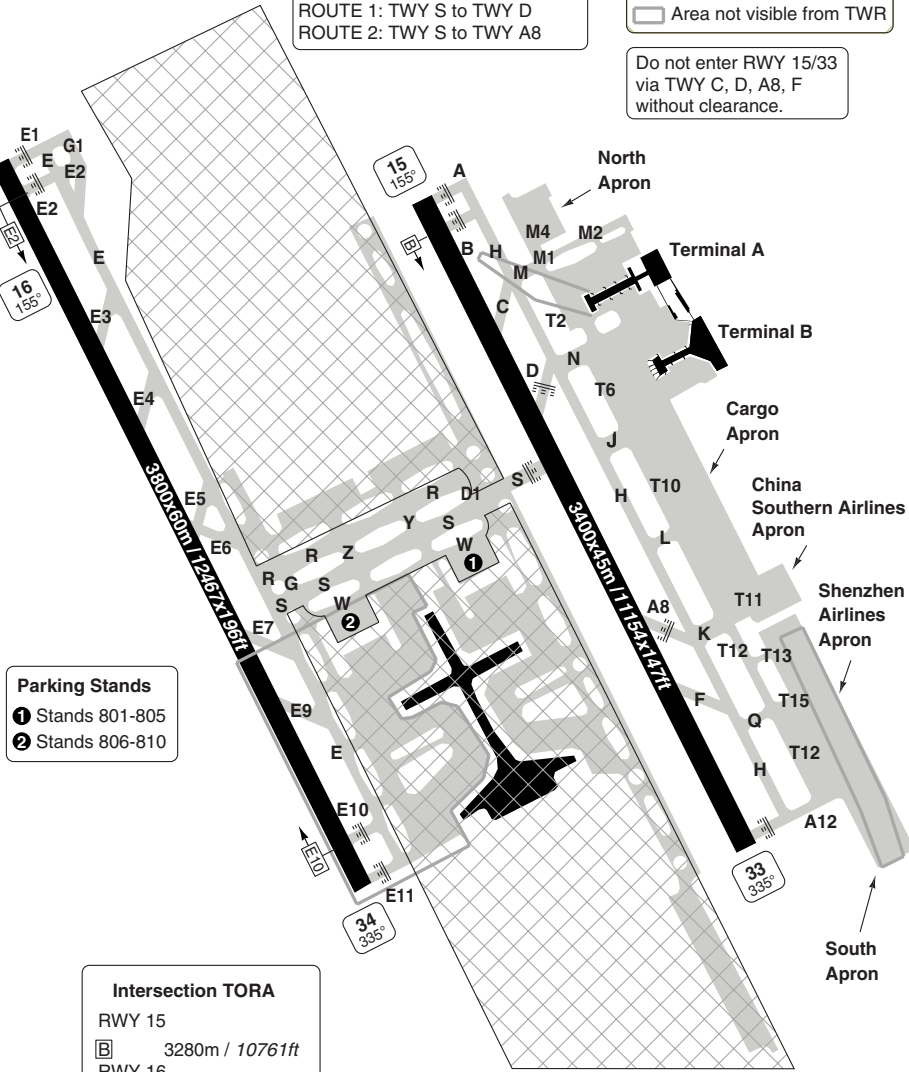 ROUTE 1: TWY S to TWY D
ROUTE 2: TWY S to TWY A8
Area not visible from TWR
Do not enter RWY 15/33
via TWY C, D, A8, F
without clearance.
E1
G1
E
E2
E2
E2
16
155°
E
E3
E4
3800x60m / 12467x196ft
E5
E6
E7
E9
E
E10
E10
E11
34
335°
15
155°
A
B
B
H
M4
M2
M1
M
C
T2
North
Apron
Terminal A
Terminal B
N
D
T6
J
H
T10
L
Cargo
Apron
China
Southern Airlines
Apron
S
R
D1
Y
S
W
1
Z
R
R
G
S
S
W
2
3400x45m / 11154x147ft
A8
T11
K
T12
T13
Shenzhen
Airlines
Apron
F
T15
Q
T12
H
A12
33
335°
South
Apron
Parking Stands
1 Stands 801-805
2 Stands 806-810
Intersection TORA
RWY 15
B 3280m / 10761ft
RWY 16